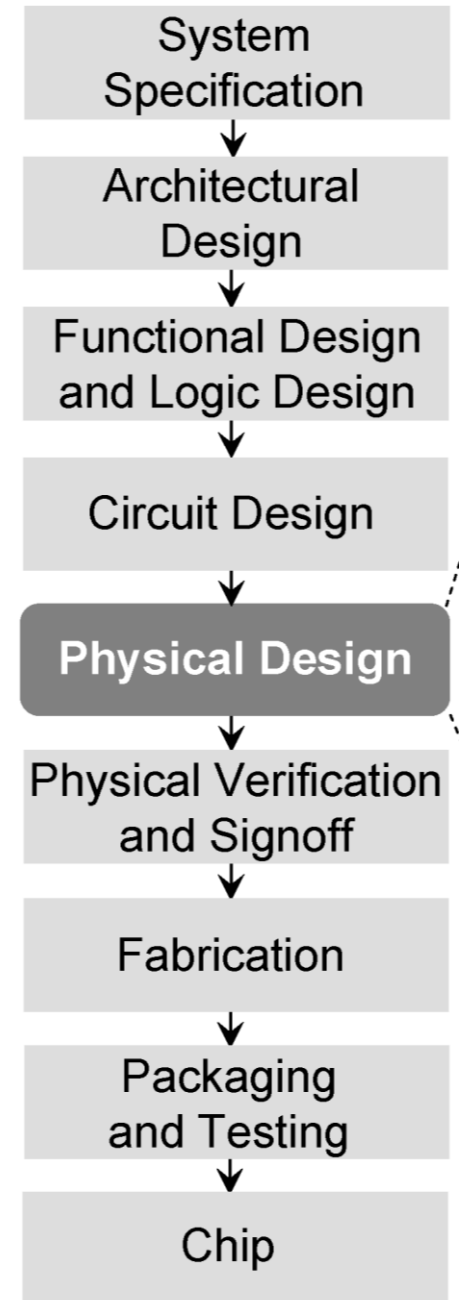 System
Specification
Architectural
Design
Functional Design
and Logic Design
Circuit Design
Physical Design
Physical Verification
and Signoff
Fabrication
Packaging
and Testing
Chip